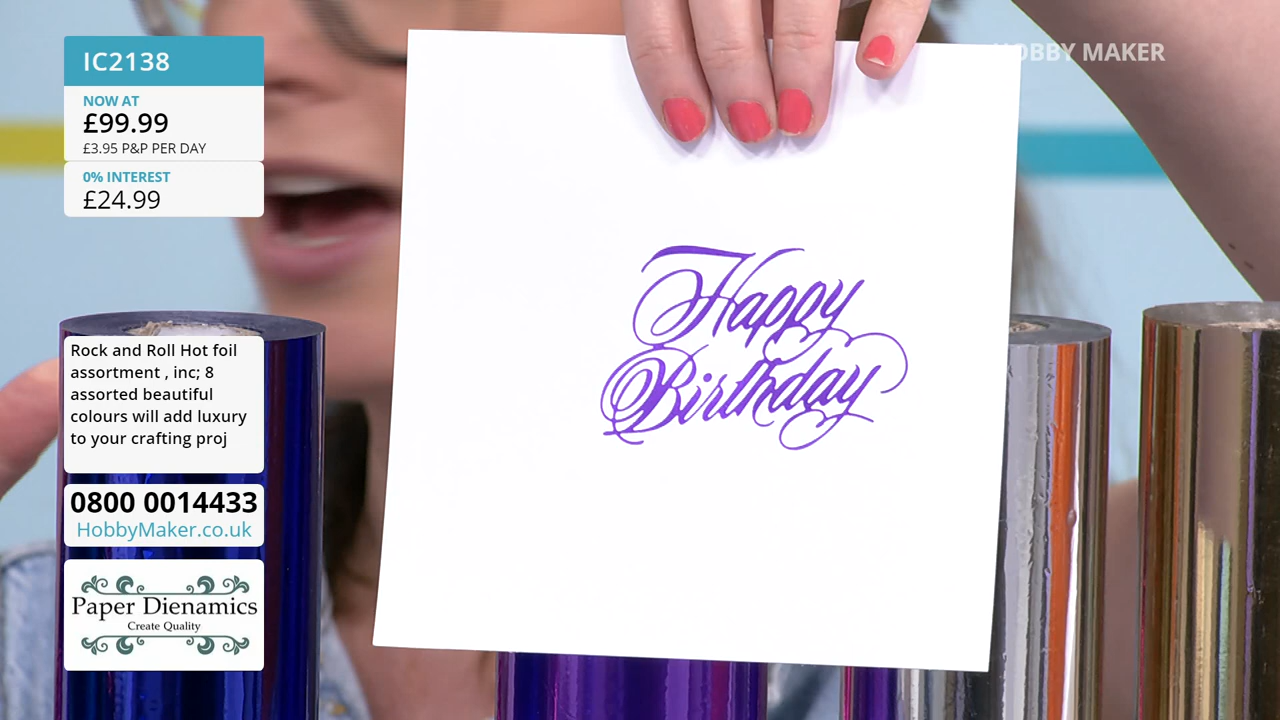 IC2138
NOW AT
£99.99
£3.95 P&P PER DAY
0% INTEREST
£24.99
Rock and Roll Hot foil
assortment , inc; 8
assorted beautiful
colours will add luxury
to your crafting proj
0800 0014433
HobbyMaker.co.uk
Paper Dienamics
Create Quality
HOBBY MAKER
Happy
Birthday